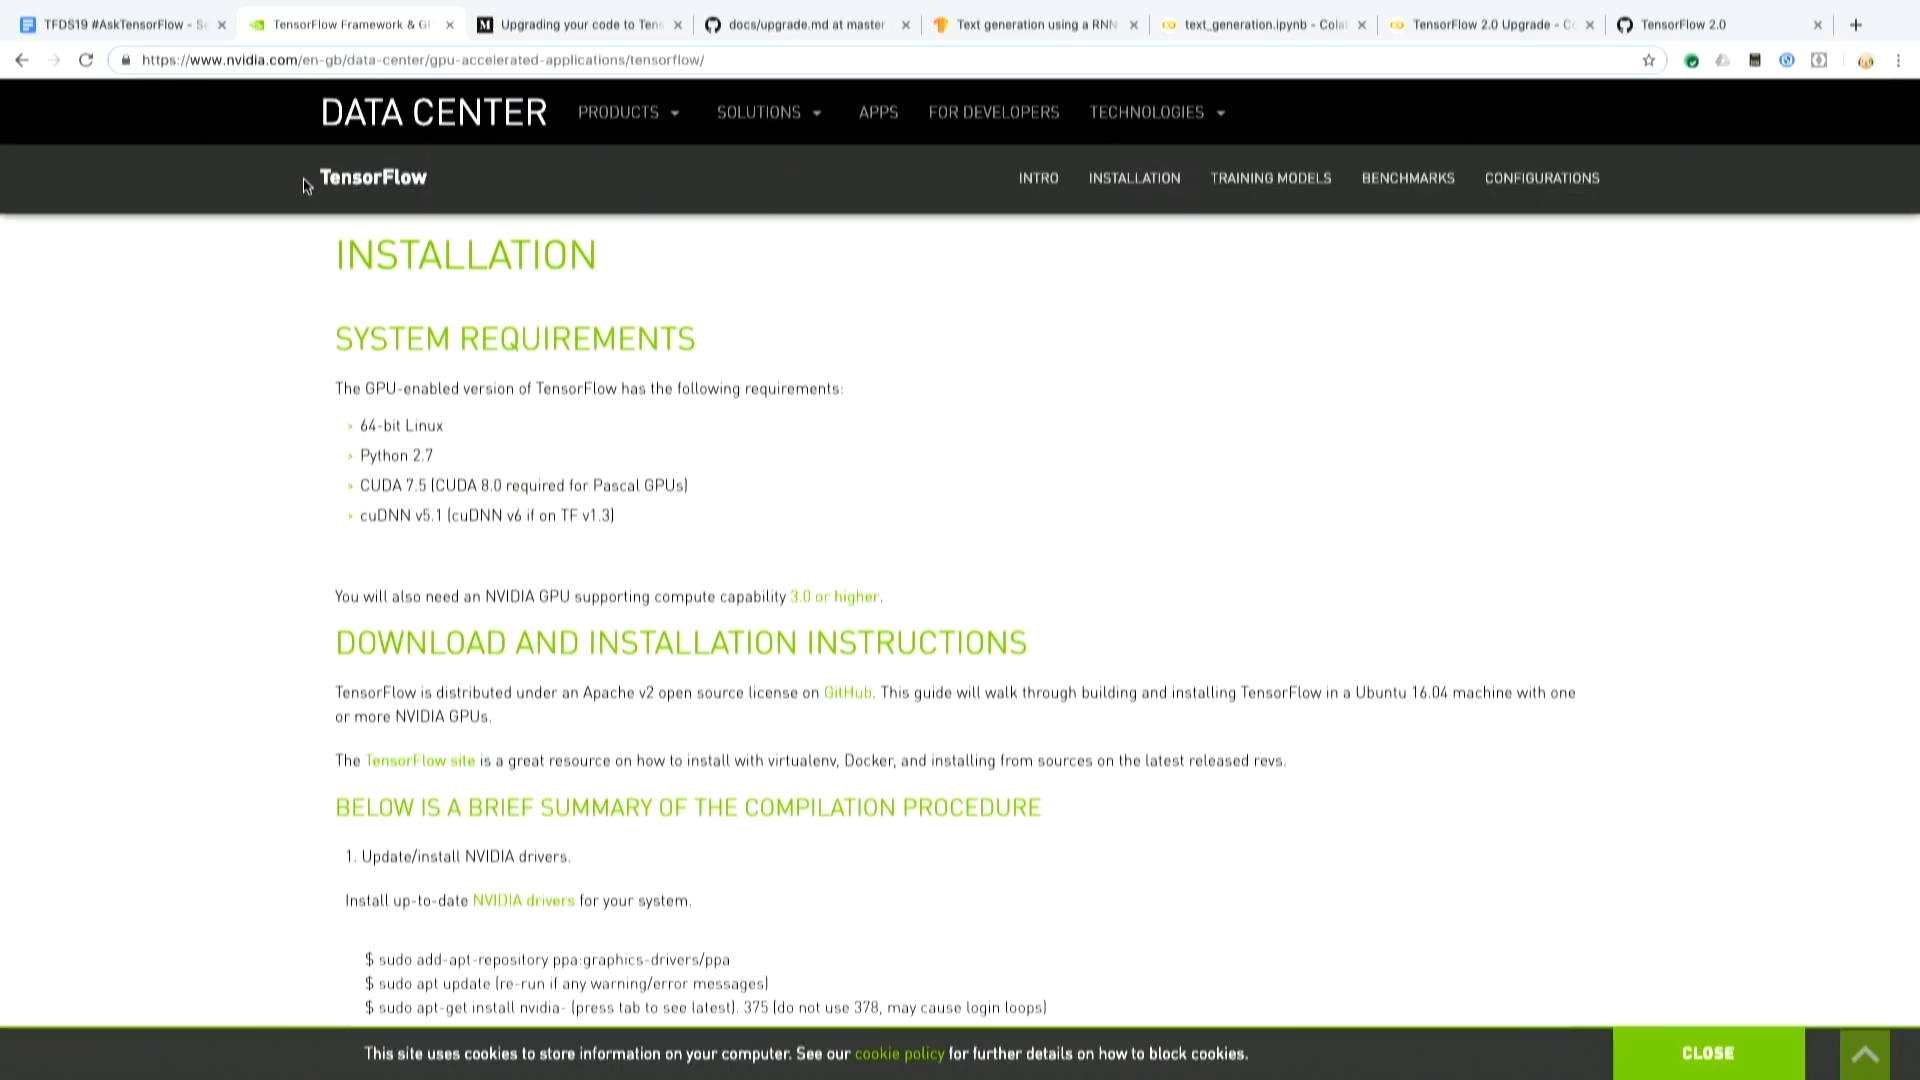 TFDS19 #AskTensorFlow - S
TensorFlow Framework & G
Upgrading your code to Tens
docs/upgrade.md at master
Text generation using a RNN
text_generation.ipynb - Cola
TensorFlow 2.0 Upgrade - C
TensorFlow 2.0
https://www.nvidia.com/en-gb/data-center/gpu-accelerated-applications/tensorflow/
DATA CENTER PRODUCTS SOLUTIONS APPS FOR DEVELOPERS TECHNOLOGIES
TensorFlow INTRO INSTALLATION TRAINING MODELS BENCHMARKS CONFIGURATIONS
INSTALLATION
SYSTEM REQUIREMENTS
The GPU-enabled version of TensorFlow has the following requirements:
» 64-bit Linux
» Python 2.7
» CUDA 7.5 (CUDA 8.0 required for Pascal GPUs)
» cuDNN v5.1 (cuDNN v6 if on TF v1.3)
You will also need an NVIDIA GPU supporting compute capability 3.0 or higher.
DOWNLOAD AND INSTALLATION INSTRUCTIONS
TensorFlow is distributed under an Apache v2 open source license on GitHub. This guide will walk through building and installing TensorFlow in a Ubuntu 16.04 machine with one
or more NVIDIA GPUs.
The TensorFlow site is a great resource on how to install with virtualenv, Docker, and installing from sources on the latest released revs.
BELOW IS A BRIEF SUMMARY OF THE COMPILATION PROCEDURE
1. Update/install NVIDIA drivers.
Install up-to-date NVIDIA drivers for your system.
$ sudo add-apt-repository ppa:graphics-drivers/ppa
$ sudo apt update (re-run if any warning/error messages)
$ sudo apt-get install nvidia- (press tab to see latest). 375 (do not use 378, may cause login loops)
This site uses cookies to store information on your computer. See our cookie policy for further details on how to block cookies.
CLOSE